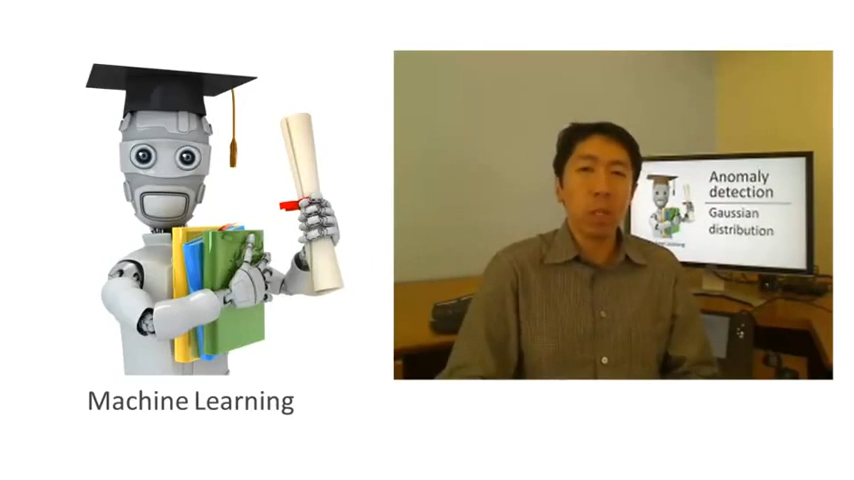 Machine Learning
Anomaly
detection
Gaussian
distribution